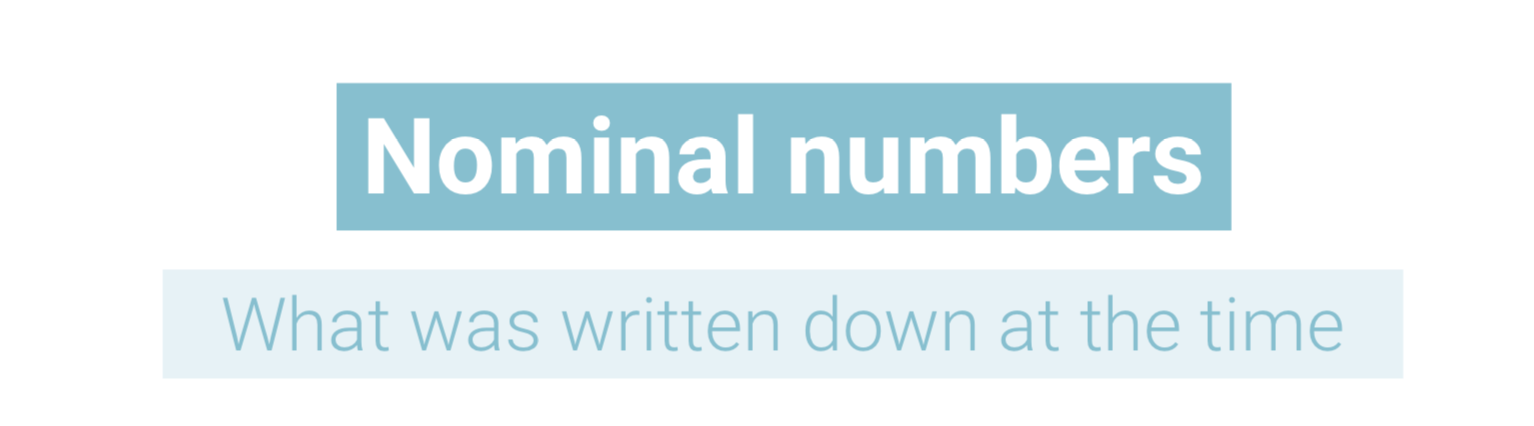 Nominal numbers
What was written down at the time